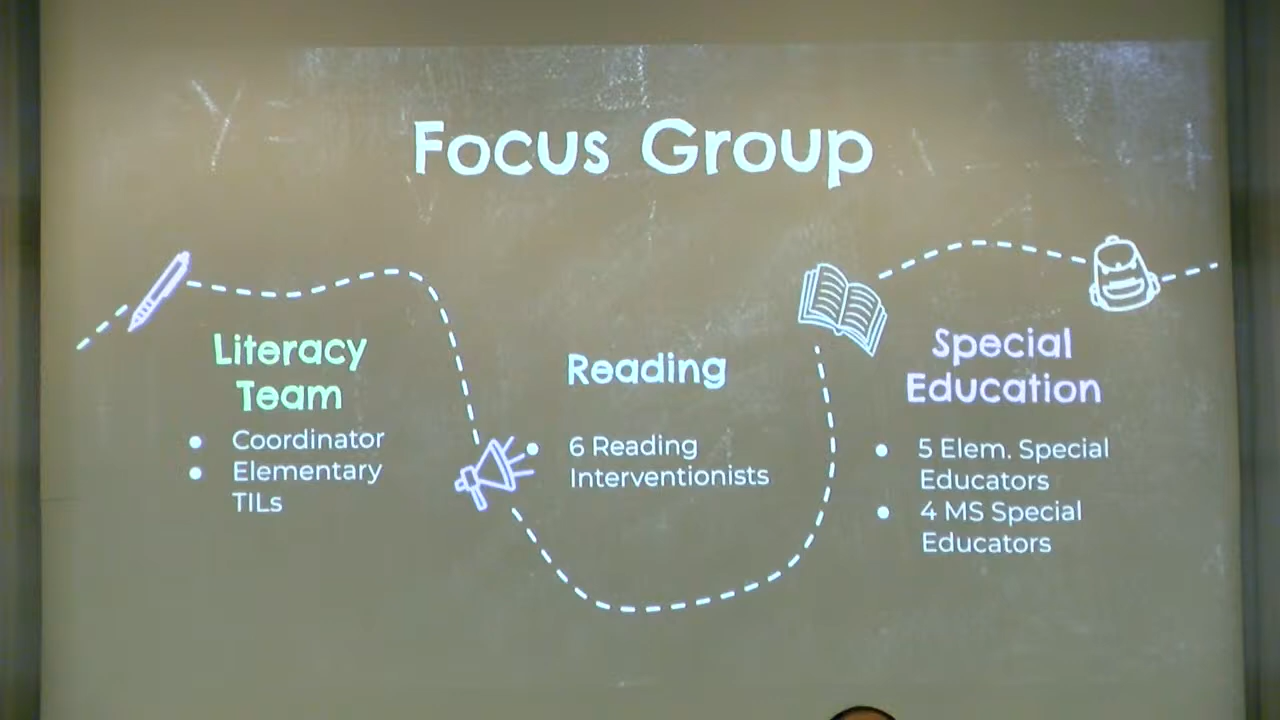 Focus Group
Literacy
Team
Coordinator
Elementary
TILs
Reading
6 Reading
Interventionists
Special
Education
5 Elem. Special
Educators
4 MS Special
Educators